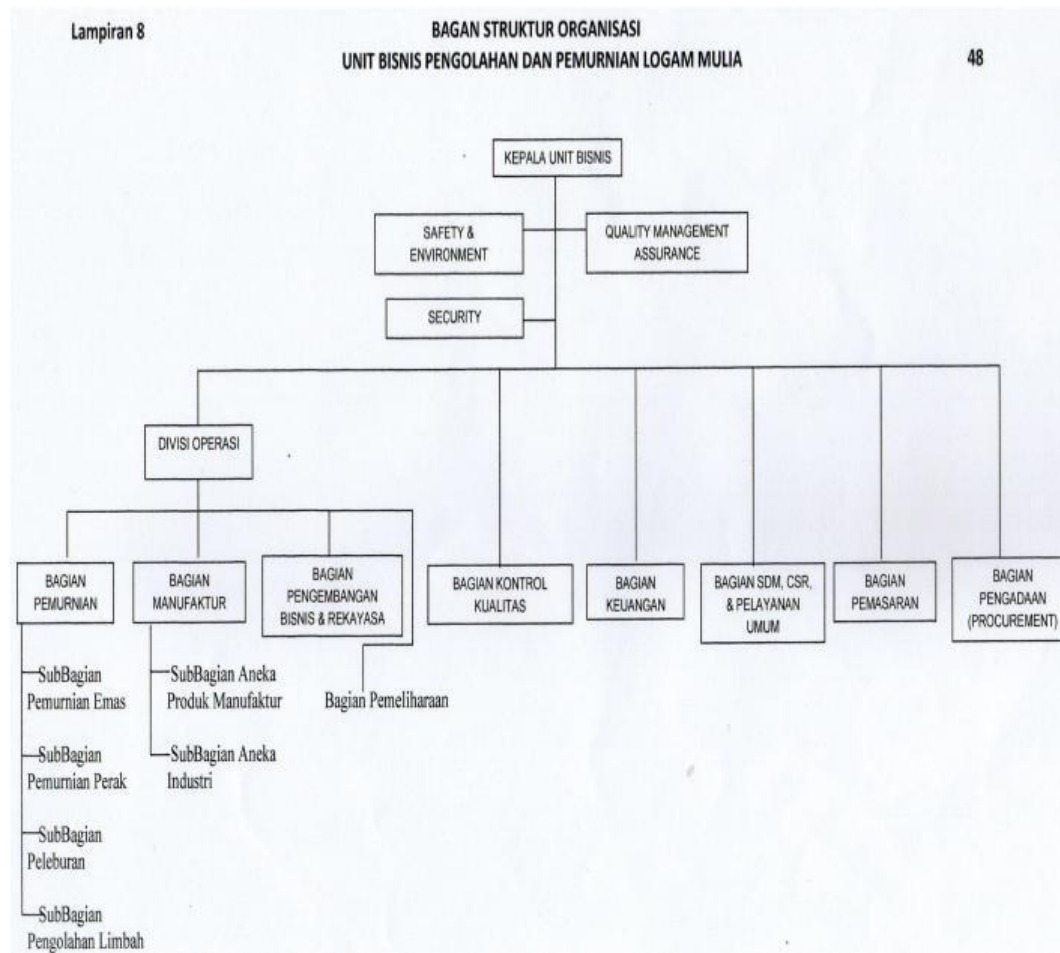 Lampiran 8
BAGAN STRUKTUR ORGANISASI
UNIT BISNIS PENGOLAHAN DAN PEMURNIAN LOGAM MULIA
48
KEPALA UNIT BISNIS
SAFETY &
ENVIRONMENT
QUALITY MANAGEMENT
ASSURANCE
SECURITY
DIVISI OPERASI
BAGIAN
PEMURNIAN
BAGIAN
MANUFAKTUR
BAGIAN
PENGEMBANGAN
BISNIS & REKAYASA
BAGIAN KONTROL
KUALITAS
BAGIAN
KEUANGAN
BAGIAN SDM, CSR,
& PELAYANAN
UMUM
BAGIAN
PEMASARAN
BAGIAN
PENGADAAN
(PROCUREMENT)
SubBagian
Pemurnian Emas
SubBagian
Pemurnian Perak
SubBagian
Peleburan
SubBagian
Pengolahan Limbah
SubBagian Aneka
Produk Manufaktur
SubBagian Aneka
Industri
Bagian Pemeliharaan